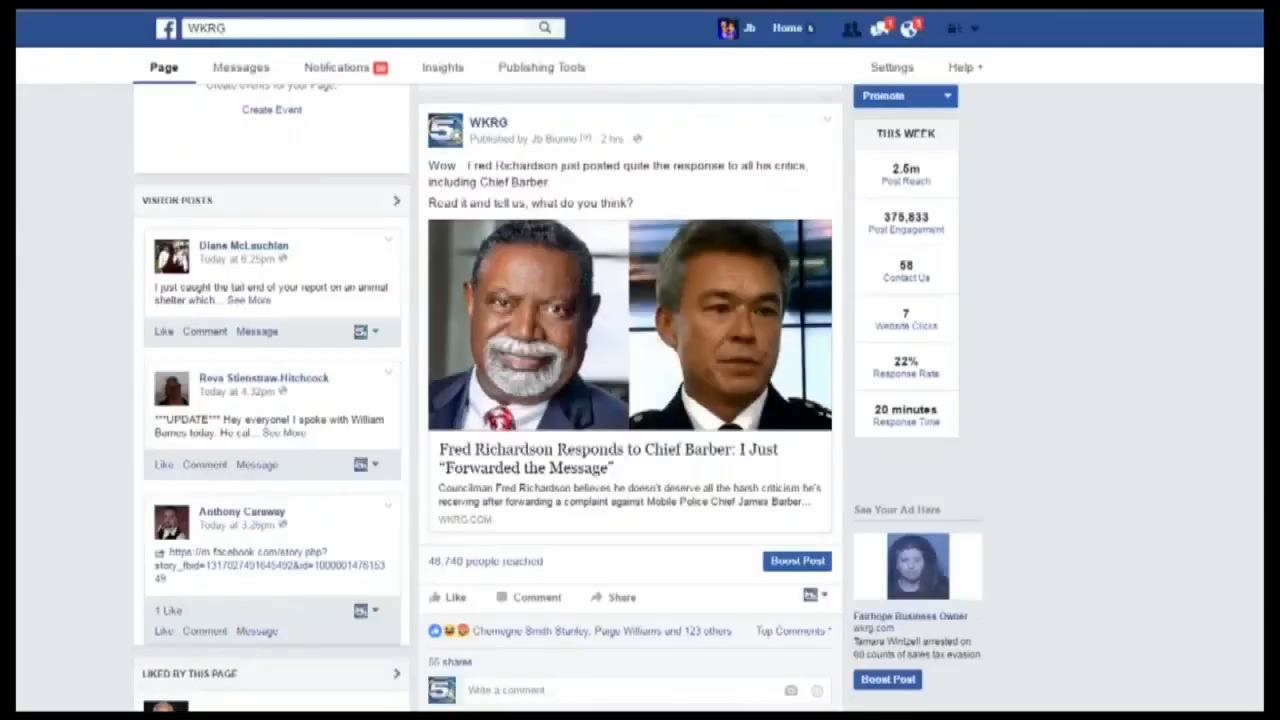 WKRG
Jb
Home
Page
Messages
Notifications
Insights
Publishing Tools
Settings
Help
Create events for your Page.
Create Event
VISITOR POSTS
Diane McLauchlan
Today at 6:25pm
I just caught the tail end of your report on an animal
shelter which... See More
Like Comment Message
Reva Stienstraw-Hitchcock
Today at 4:32pm
***UPDATE*** Hey everyone! I spoke with William
Barnes today. He cal... See More
Like Comment Message
Anthony Caraway
Today at 3:26pm
https://m.facebook.com/story.php?
story_fbid=1317027491645492&id=1000001476153
49
1 Like
Like Comment Message
LIKED BY THIS PAGE
WKRG
Published by Jb Biunno [?] 2 hrs
Wow Fred Richardson just posted quite the response to all his critics,
including Chief Barber.
Read it and tell us, what do you think?
Fred Richardson Responds to Chief Barber: I Just
"Forwarded the Message"
Councilman Fred Richardson believes he doesn't deserve all the harsh criticism he's
receiving after forwarding a complaint against Mobile Police Chief James Barber...
WKRG.COM
48,740 people reached
Boost Post
Like Comment Share
Chemagne Smith Stanley, Paige Williams and 123 others
Top Comments
55 shares
Write a comment
Promote
THIS WEEK
2.5m
Post Reach
375,833
Post Engagement
58
Contact Us
7
Website Clicks
22%
Response Rate
20 minutes
Response Time
See Your Ad Here
Fairhope Business Owner
wkrg.com
Tamara Wintzell arrested on
60 counts of sales tax evasion
Boost Post